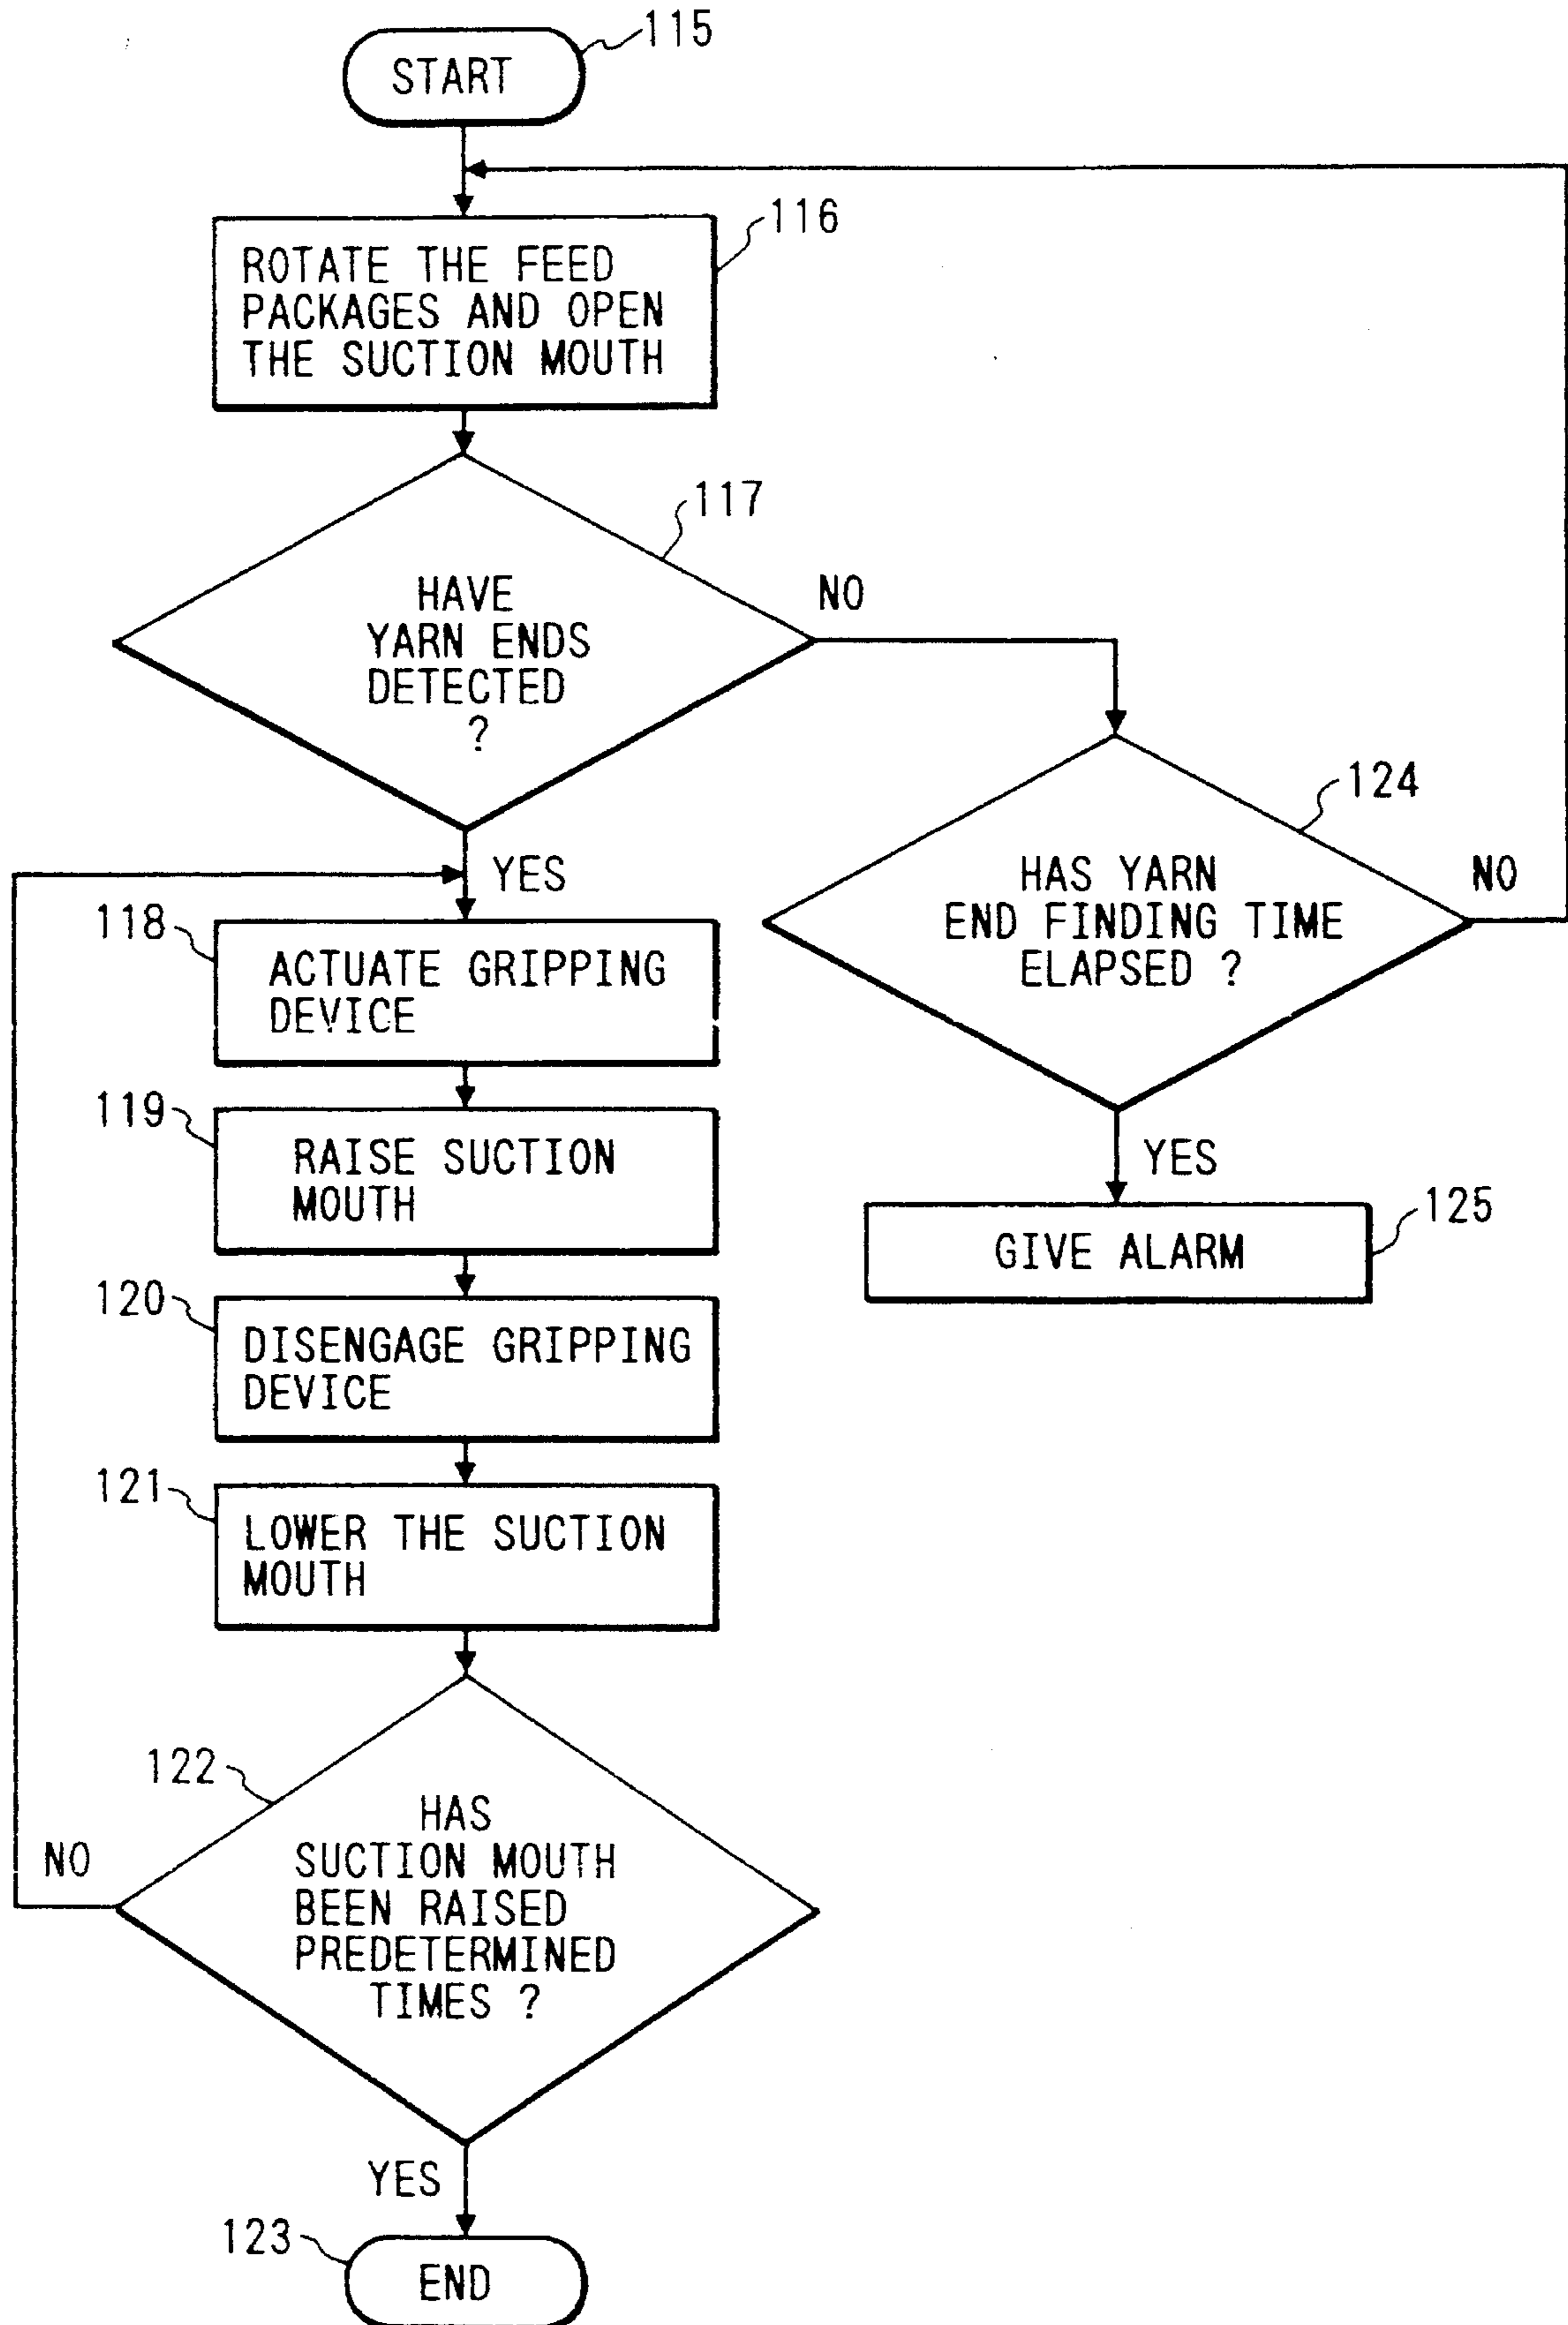 START
115
ROTATE THE FEED
PACKAGES AND OPEN
THE SUCTION MOUTH
116
HAVE
YARN ENDS
DETECTED
?
117
NO
YES
HAS YARN
END FINDING TIME
ELAPSED ?
124
NO
YES
GIVE ALARM
125
118
ACTUATE GRIPPING
DEVICE
119
RAISE SUCTION
MOUTH
120
DISENGAGE GRIPPING
DEVICE
121
LOWER THE SUCTION
MOUTH
122
HAS
SUCTION MOUTH
BEEN RAISED
PREDETERMINED
TIMES ?
NO
YES
123
END